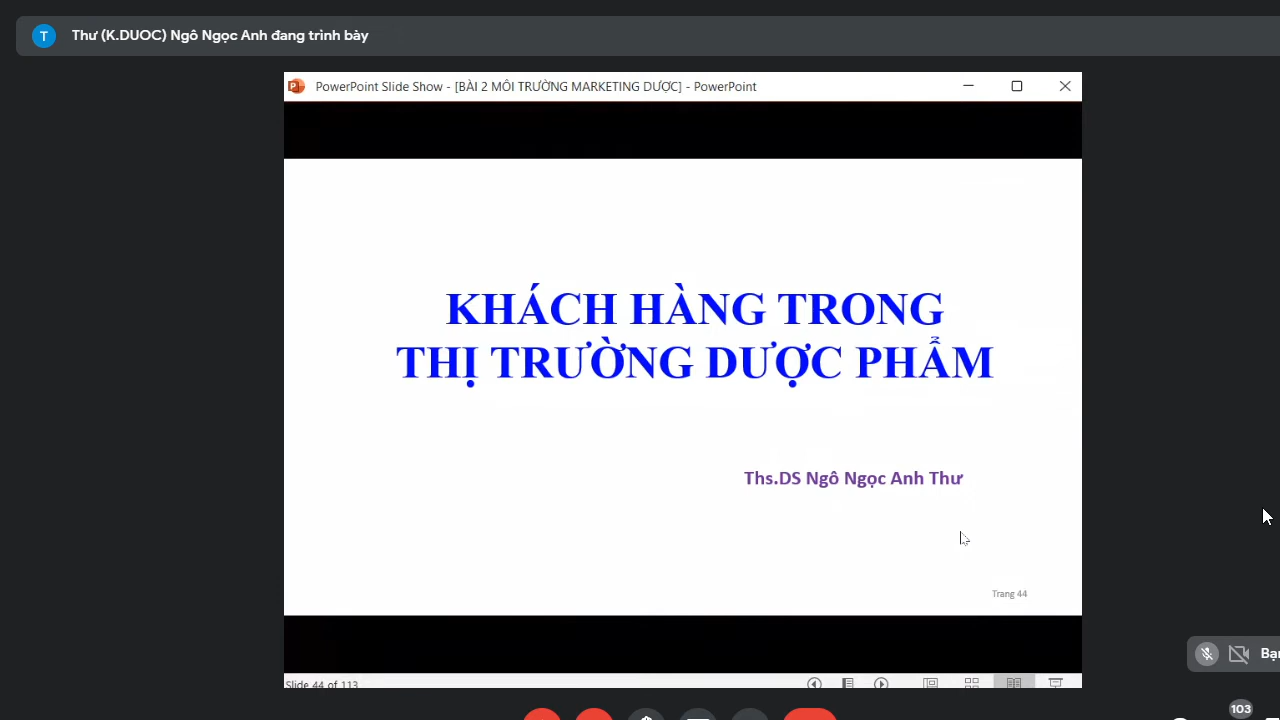 T
Thư (K.DUOC) Ngô Ngọc Anh đang trình bày
PowerPoint Slide Show - [BÀI 2 MÔI TRƯỜNG MARKETING DƯỢC] - PowerPoint
KHÁCH HÀNG TRONG
THỊ TRƯỜNG DƯỢC PHẨM
Ths.DS Ngô Ngọc Anh Thư
Trang 44
Slide 44 of 113
103